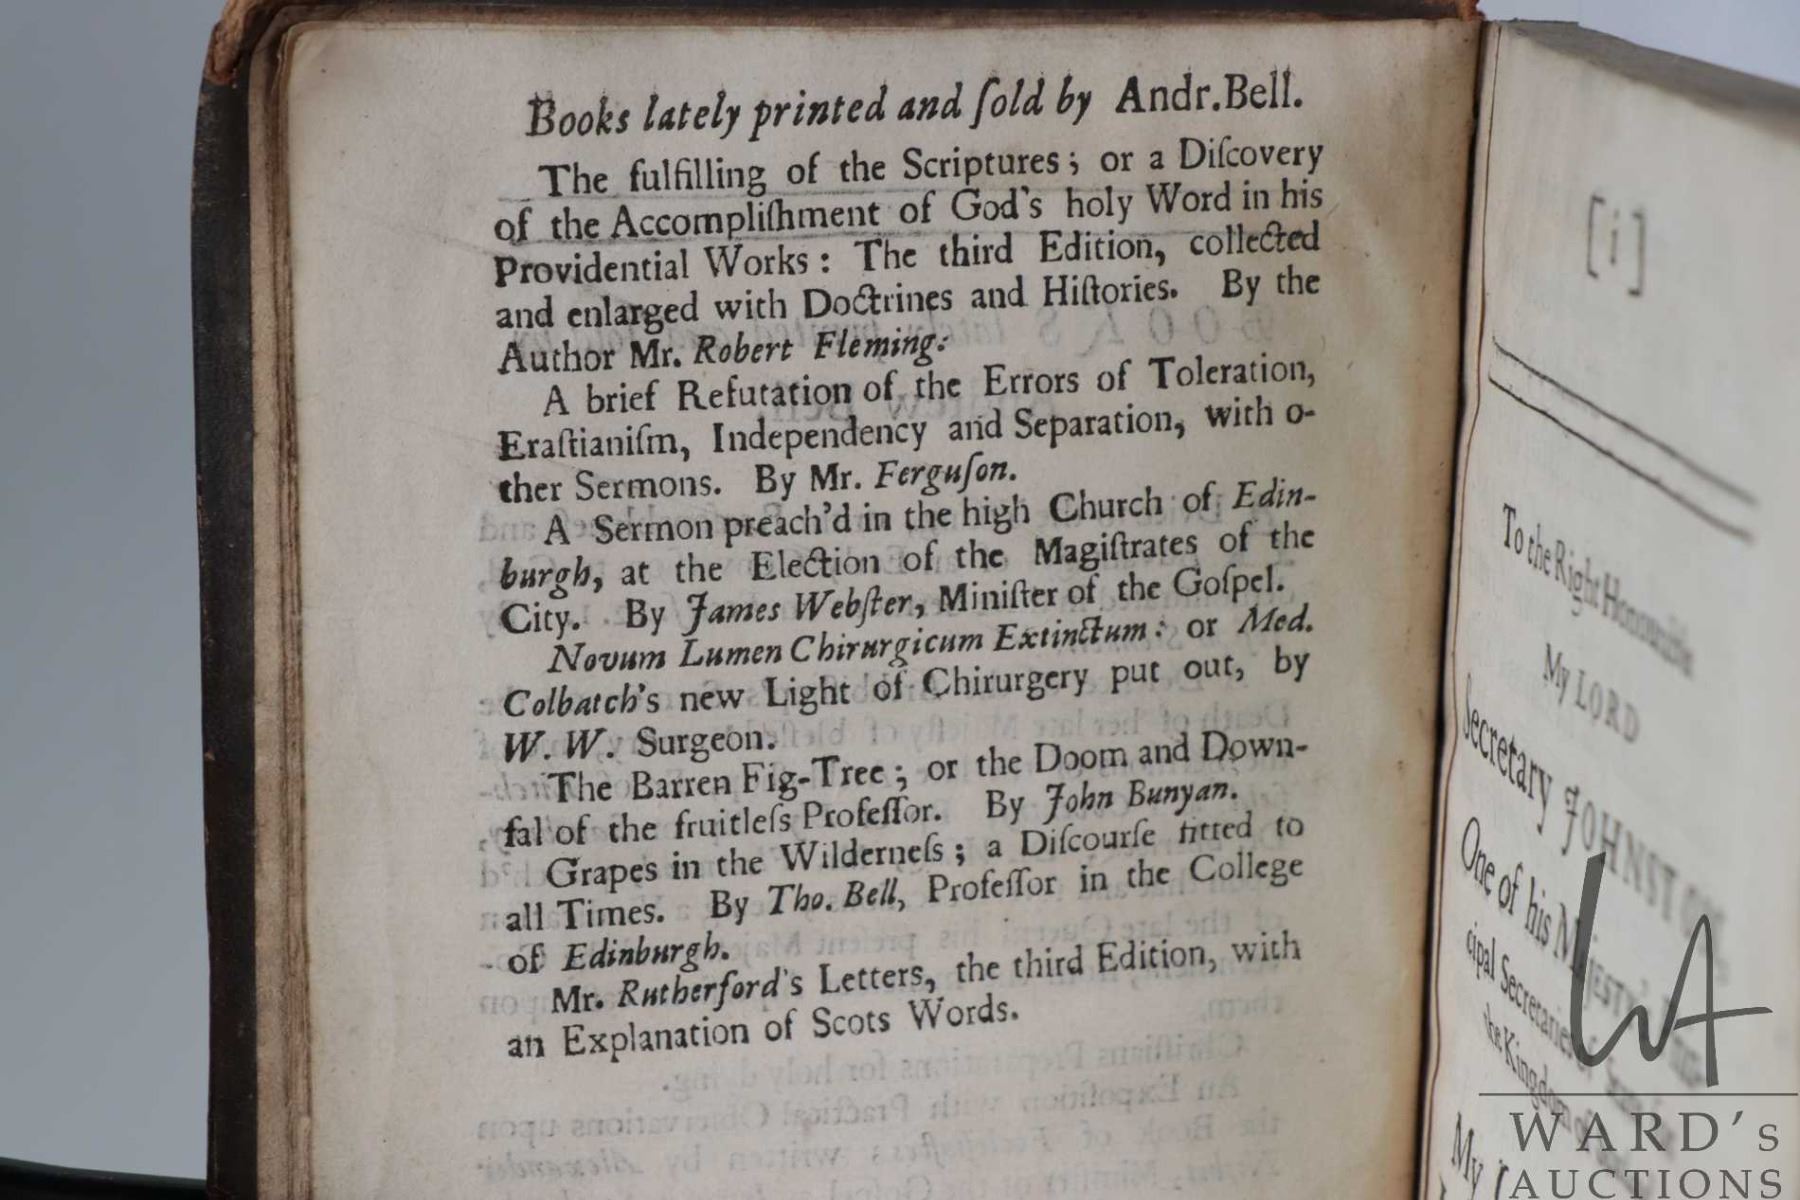 Books lately printed and ſold by Andr. Bell.
The fulfilling of the Scriptures; or a Diſcovery
of the Accompliſhment of God's holy Word in his
Providential Works: The third Edition, collected
and enlarged with Doctrines and Hiſtories. By the
Author Mr. Robert Fleming:
A brief Refutation of the Errors of Toleration,
Eraſtianiſm, Independency and Separation, with o-
ther Sermons. By Mr. Ferguſon.
A Sermon preach'd in the high Church of Edin-
burgh, at the Election of the Magiſtrates of the
City. By James Webſter, Miniſter of the Goſpel.
Novum Lumen Chirurgicum Extinctum: or Med.
Colbatch's new Light of Chirurgery put out, by
W. W. Surgeon.
The Barren Fig-Tree; or the Doom and Down-
fal of the fruitleſs Profeſſor. By John Bunyan.
Grapes in the Wilderneſs; a Diſcourſe fitted to
all Times. By Tho. Bell, Profeſſor in the College
of Edinburgh.
Mr. Rutherford's Letters, the third Edition, with
an Explanation of Scots Words.
[i]
To the Right Honourable
My LORD
Secretary JOHNSTON
One of his
cipal Secretaries of
the Kingdom of
My
WARD's
AUCTIONS